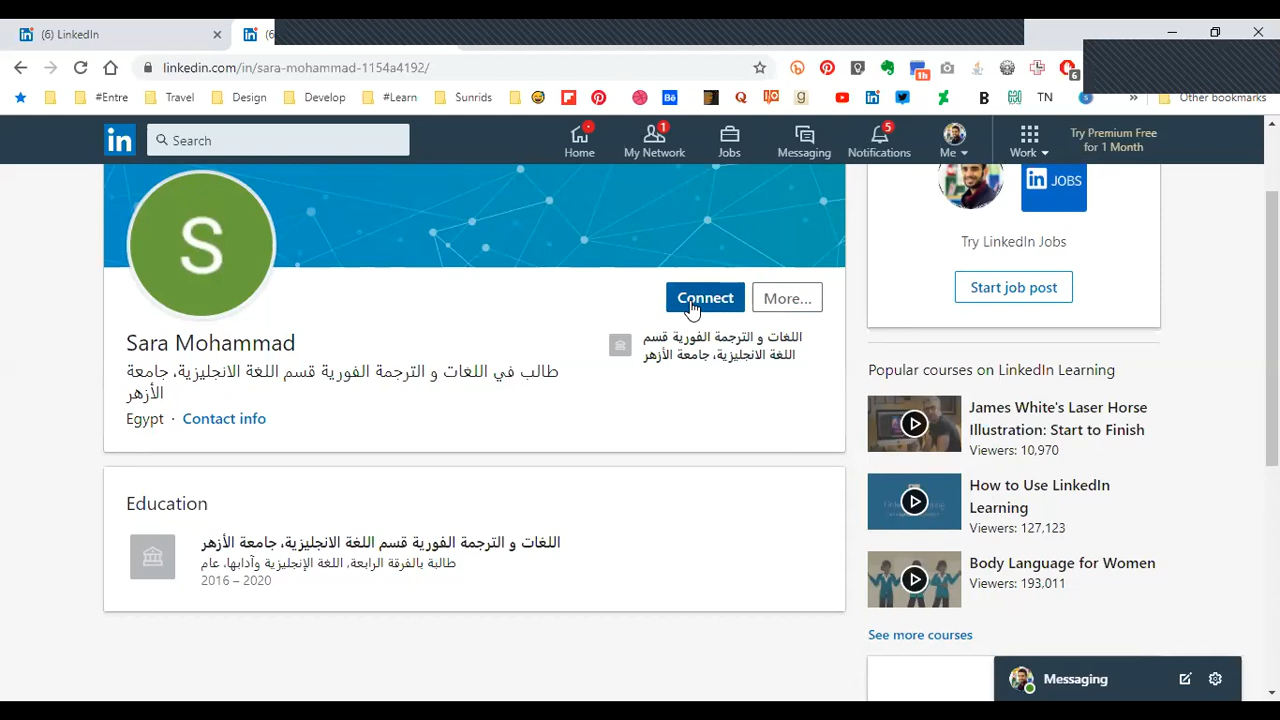 (6) LinkedIn
(6
linkedin.com/in/sara-mohammad-1154a4192/
1h
6
#Entre
Travel
Design
Develop
#Learn
Sunrids
TN
»
Other bookmarks
in
Search
Home
1
My Network
Jobs
Messaging
5
Notifications
Me
Work
Try Premium Free
for 1 Month
S
in JOBS
Try LinkedIn Jobs
Start job post
Connect
More...
Sara Mohammad
طالب في اللغات و الترجمة الفورية قسم اللغة الانجليزية، جامعة
الأزهر
Egypt · Contact info
اللغات و الترجمة الفورية قسم
اللغة الانجليزية، جامعة الأزهر
Education
اللغات و الترجمة الفورية قسم اللغة الانجليزية، جامعة الأزهر
طالبة بالفرقة الرابعة, اللغة الإنجليزية وآدابها، عام
2016 – 2020
Popular courses on LinkedIn Learning
James White's Laser Horse
Illustration: Start to Finish
Viewers: 10,970
How to Use LinkedIn
Learning
Viewers: 127,123
Body Language for Women
Viewers: 193,011
See more courses
Messaging